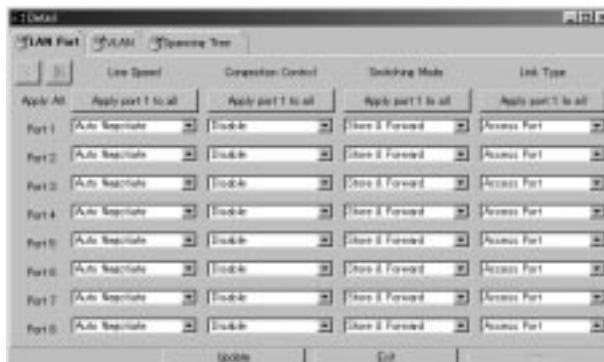 Detail
LAN Port VLAN Spanning Tree
Line Speed Congestion Control Switching Mode Link Type
Apply All Apply port 1 to all Apply port 1 to all Apply port 1 to all Apply port 1 to all
Port 1 Auto Negotiate Disable Store & Forward Access Port
Port 2 Auto Negotiate Disable Store & Forward Access Port
Port 3 Auto Negotiate Disable Store & Forward Access Port
Port 4 Auto Negotiate Disable Store & Forward Access Port
Port 5 Auto Negotiate Disable Store & Forward Access Port
Port 6 Auto Negotiate Disable Store & Forward Access Port
Port 7 Auto Negotiate Disable Store & Forward Access Port
Port 8 Auto Negotiate Disable Store & Forward Access Port
Update Exit